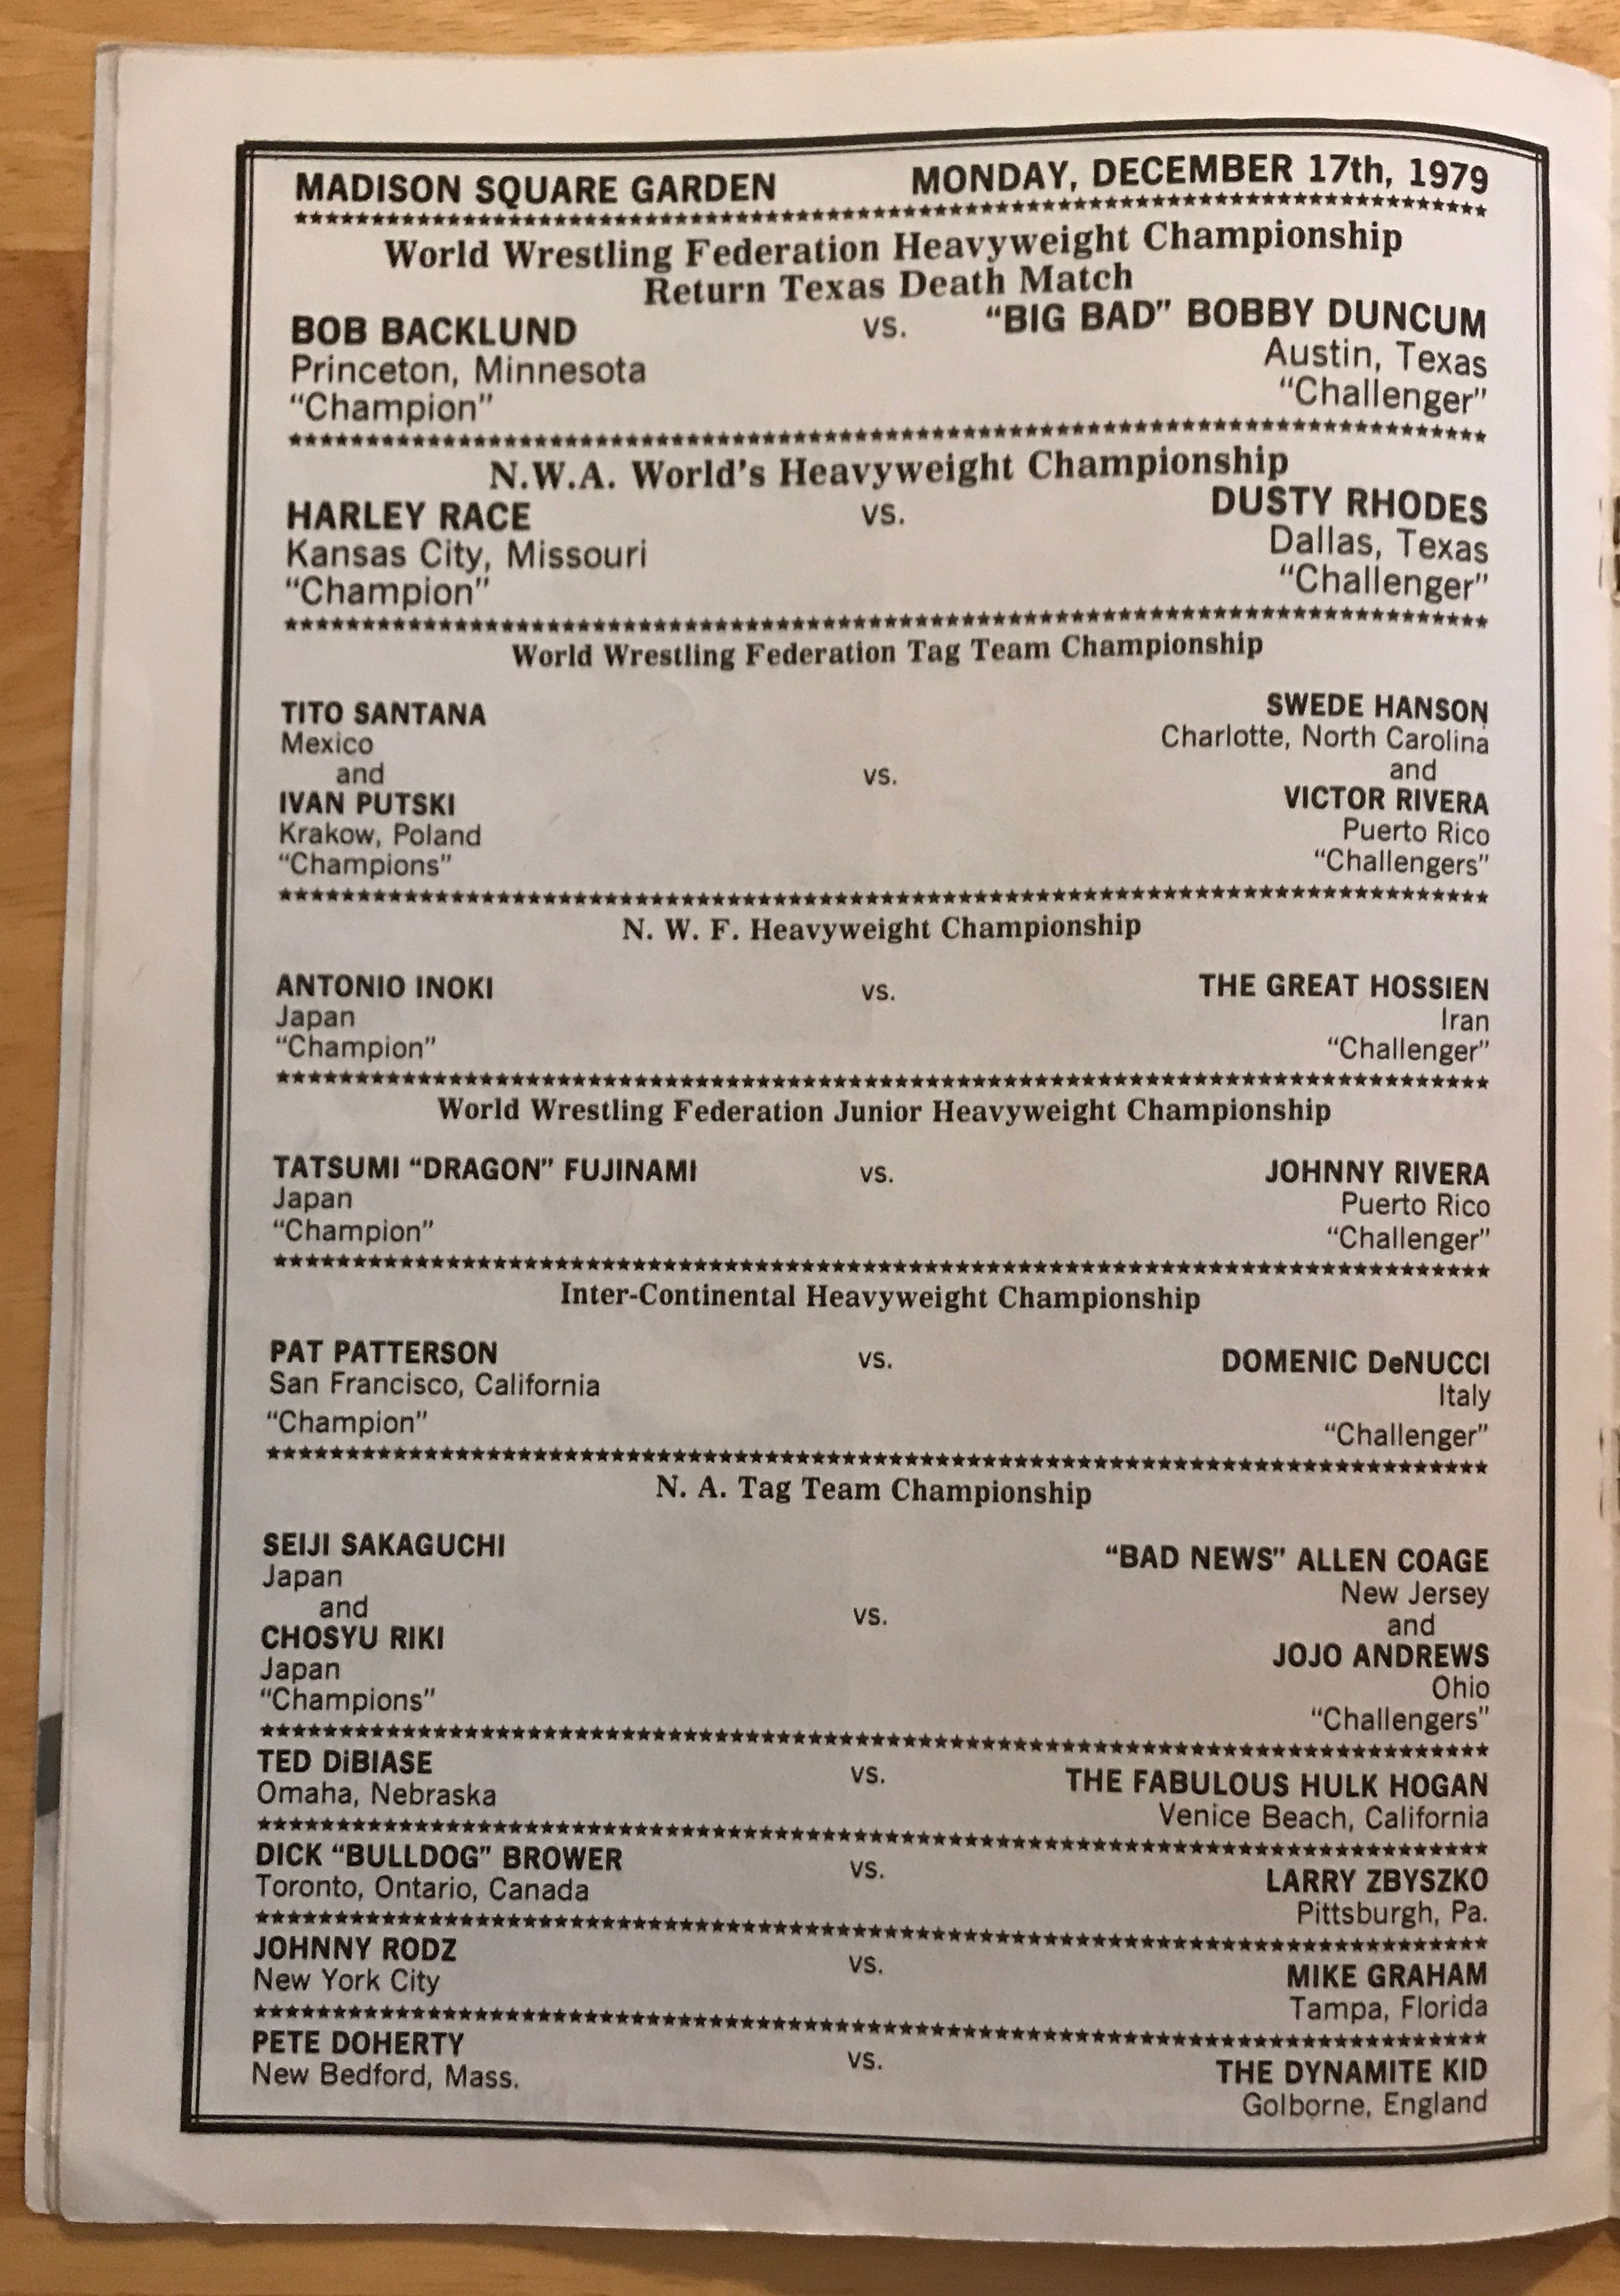 MADISON SQUARE GARDEN MONDAY, DECEMBER 17th, 1979
World Wrestling Federation Heavyweight Championship
Return Texas Death Match
BOB BACKLUND vs. "BIG BAD" BOBBY DUNCUM
Princeton, Minnesota Austin, Texas
"Champion" "Challenger"
N.W.A. World's Heavyweight Championship
HARLEY RACE vs. DUSTY RHODES
Kansas City, Missouri Dallas, Texas
"Champion" "Challenger"
World Wrestling Federation Tag Team Championship
TITO SANTANA SWEDE HANSON
Mexico Charlotte, North Carolina
and vs. and
IVAN PUTSKI VICTOR RIVERA
Krakow, Poland Puerto Rico
"Champions" "Challengers"
N. W. F. Heavyweight Championship
ANTONIO INOKI vs. THE GREAT HOSSIEN
Japan Iran
"Champion" "Challenger"
World Wrestling Federation Junior Heavyweight Championship
TATSUMI "DRAGON" FUJINAMI vs. JOHNNY RIVERA
Japan Puerto Rico
"Champion" "Challenger"
Inter-Continental Heavyweight Championship
PAT PATTERSON vs. DOMENIC DeNUCCI
San Francisco, California Italy
"Champion" "Challenger"
N. A. Tag Team Championship
SEIJI SAKAGUCHI "BAD NEWS" ALLEN COAGE
Japan New Jersey
and vs. and
CHOSYU RIKI JOJO ANDREWS
Japan Ohio
"Champions" "Challengers"
TED DiBIASE vs. THE FABULOUS HULK HOGAN
Omaha, Nebraska Venice Beach, California
DICK "BULLDOG" BROWER vs. LARRY ZBYSZKO
Toronto, Ontario, Canada Pittsburgh, Pa.
JOHNNY RODZ vs. MIKE GRAHAM
New York City Tampa, Florida
PETE DOHERTY vs. THE DYNAMITE KID
New Bedford, Mass. Golborne, England